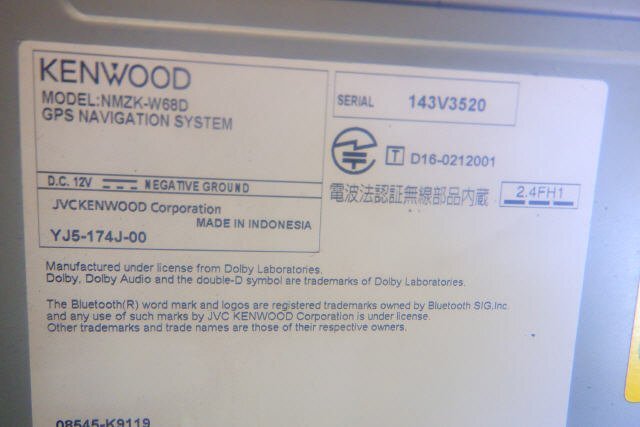 KENWOOD
MODEL:NMZK-W68D
GPS NAVIGATION SYSTEM
D.C. 12V NEGATIVE GROUND
JVCKENWOOD Corporation
MADE IN INDONESIA
YJ5-174J-00
SERIAL 143V3520
T D16-0212001
電波法認証無線部品内蔵 2.4FH1
Manufactured under license from Dolby Laboratories.
Dolby, Dolby Audio and the double-D symbol are trademarks of Dolby Laboratories.
The Bluetooth(R) word mark and logos are registered trademarks owned by Bluetooth SIG,Inc.
and any use of such marks by JVC KENWOOD Corporation is under license.
Other trademarks and trade names are those of their respective owners.
08545-K9119